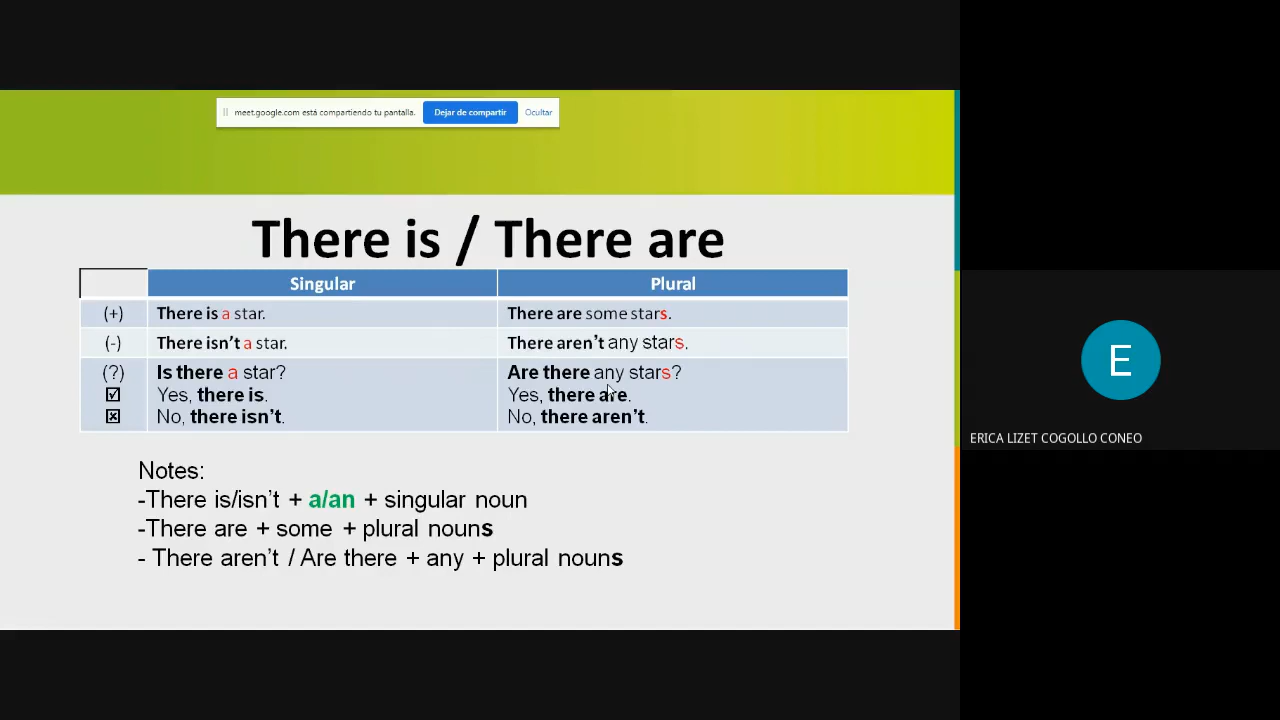 meet.google.com está compartiendo tu pantalla. Dejar de compartir Ocultar
There is / There are
Singular Plural
(+) There is a star. There are some stars.
(-) There isn't a star. There aren't any stars.
(?) Is there a star? Are there any stars?
☑ Yes, there is. Yes, there are.
☒ No, there isn't. No, there aren't.
Notes:
-There is/isn't + a/an + singular noun
-There are + some + plural nouns
- There aren't / Are there + any + plural nouns
E
ERICA LIZET COGOLLO CONEO